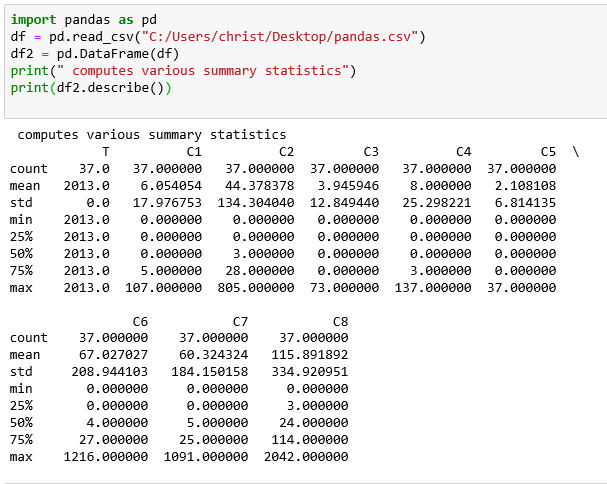 import pandas as pd
df = pd.read_csv("C:/Users/christ/Desktop/pandas.csv")
df2 = pd.DataFrame(df)
print(" computes various summary statistics")
print(df2.describe())
 computes various summary statistics
            T          C1          C2         C3          C4         C5  \
count    37.0   37.000000   37.000000  37.000000   37.000000  37.000000
mean   2013.0    6.054054   44.378378   3.945946    8.000000   2.108108
std       0.0   17.976753  134.304040  12.849440   25.298221   6.814135
min    2013.0    0.000000    0.000000   0.000000    0.000000   0.000000
25%    2013.0    0.000000    0.000000   0.000000    0.000000   0.000000
50%    2013.0    0.000000    3.000000   0.000000    0.000000   0.000000
75%    2013.0    5.000000   28.000000   0.000000    3.000000   0.000000
max    2013.0  107.000000  805.000000  73.000000  137.000000  37.000000
                C6           C7           C8
count    37.000000    37.000000    37.000000
mean     67.027027    60.324324   115.891892
std     208.944103   184.150158   334.920951
min       0.000000     0.000000     0.000000
25%       0.000000     0.000000     3.000000
50%       4.000000     5.000000    24.000000
75%      27.000000    25.000000   114.000000
max    1216.000000  1091.000000  2042.000000